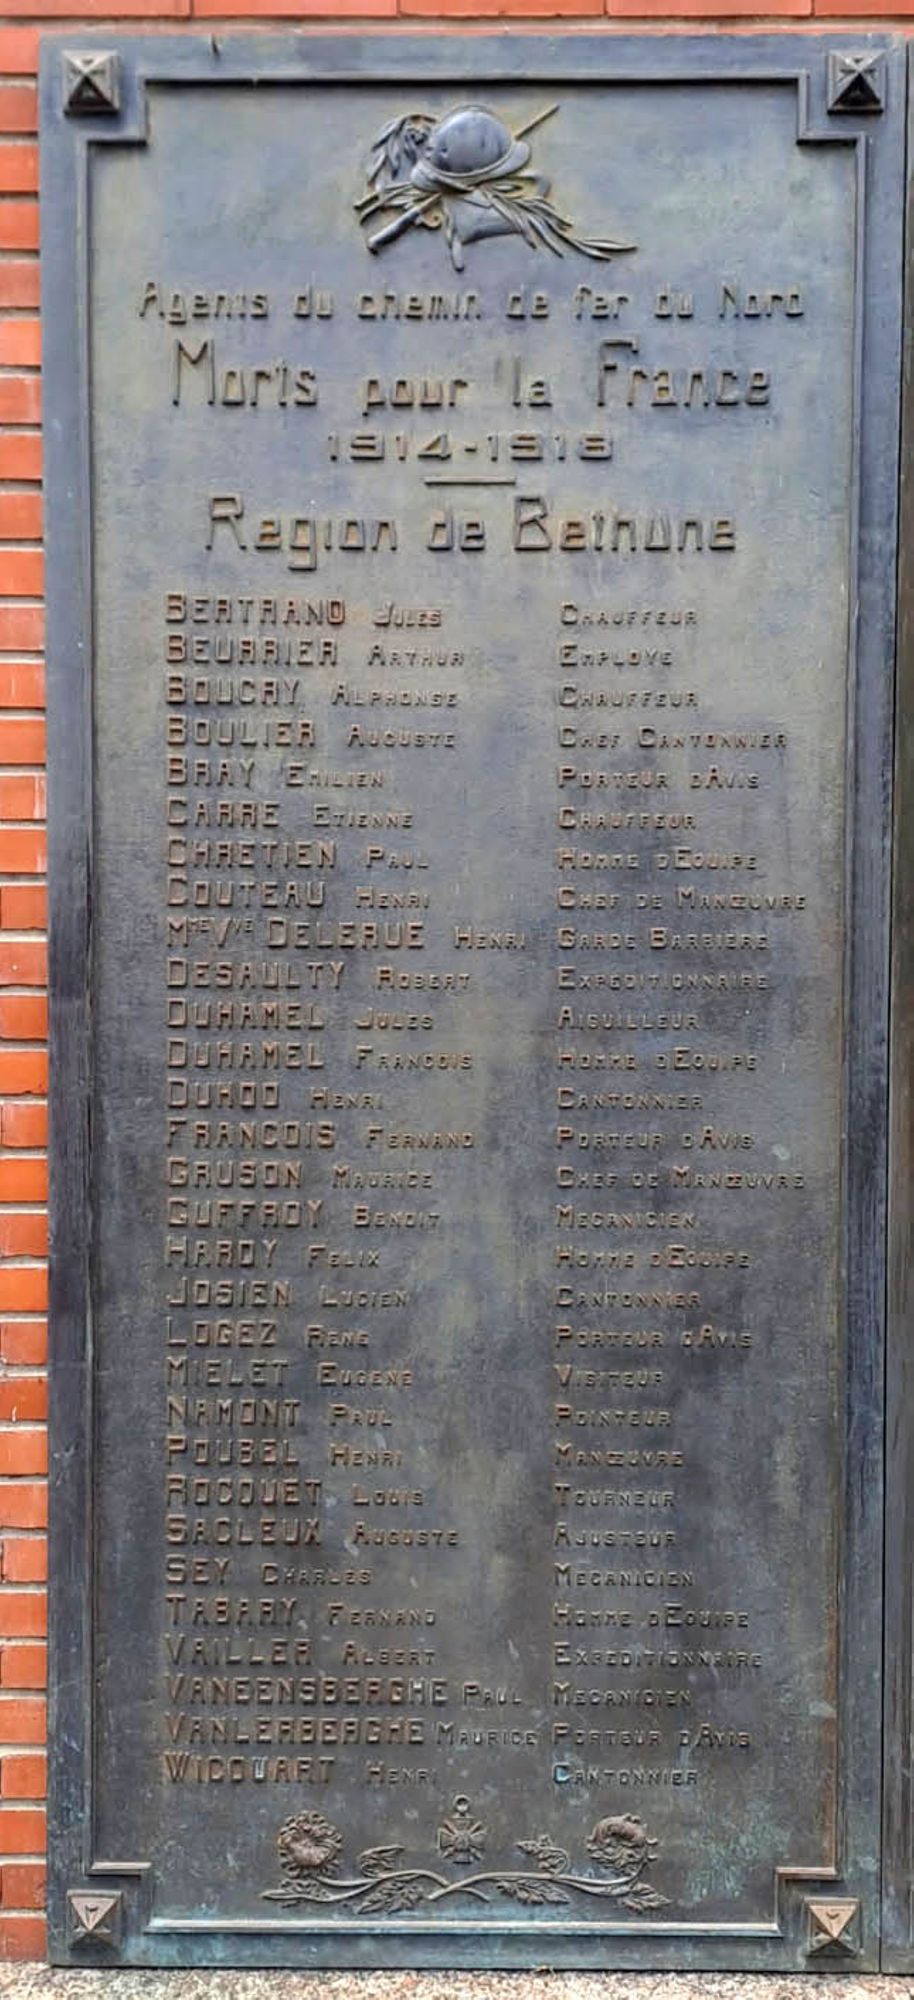 Agents du chemin de fer du Nord
Morts pour la France
1914-1918
Region de Bethune
BERTRAND JULES CHAUFFEUR
BEURRIER ARTHUR EMPLOYE
BOUCRY ALPHONSE CHAUFFEUR
BOULIER AUGUSTE CHEF CANTONNIER
BRAY EMILIEN PORTEUR D'AVIS
CARRE ETIENNE CHAUFFEUR
CHRETIEN PAUL HOMME D'EQUIPE
COUTEAU HENRI CHEF DE MANŒUVRE
MME VVE DELERUE HENRI GARDE BARRIERE
DESAULTY ROBERT EXPEDITIONNAIRE
DUHAMEL JULES AIGUILLEUR
DUHAMEL FRANCOIS HOMME D'EQUIPE
DUHOO HENRI CANTONNIER
FRANCOIS FERNAND PORTEUR D'AVIS
GRUSON MAURICE CHEF DE MANŒUVRE
GUFFROY BENOIT MECANICIEN
HARDY FELIX HOMME D'EQUIPE
JOSIEN LUCIEN CANTONNIER
LOGEZ RENE PORTEUR D'AVIS
MIELET EUGENE VISITEUR
NAMONT PAUL POINTEUR
POUBEL HENRI MANŒUVRE
ROCQUET LOUIS TOURNEUR
SACLEUX AUGUSTE AJUSTEUR
SEY CHARLES MECANICIEN
TABARY FERNAND HOMME D'EQUIPE
VAILLER ALBERT EXPEDITIONNAIRE
VANEENSBERGHE PAUL MECANICIEN
VANLERBERGHE MAURICE PORTEUR D'AVIS
WICQUART HENRI CANTONNIER